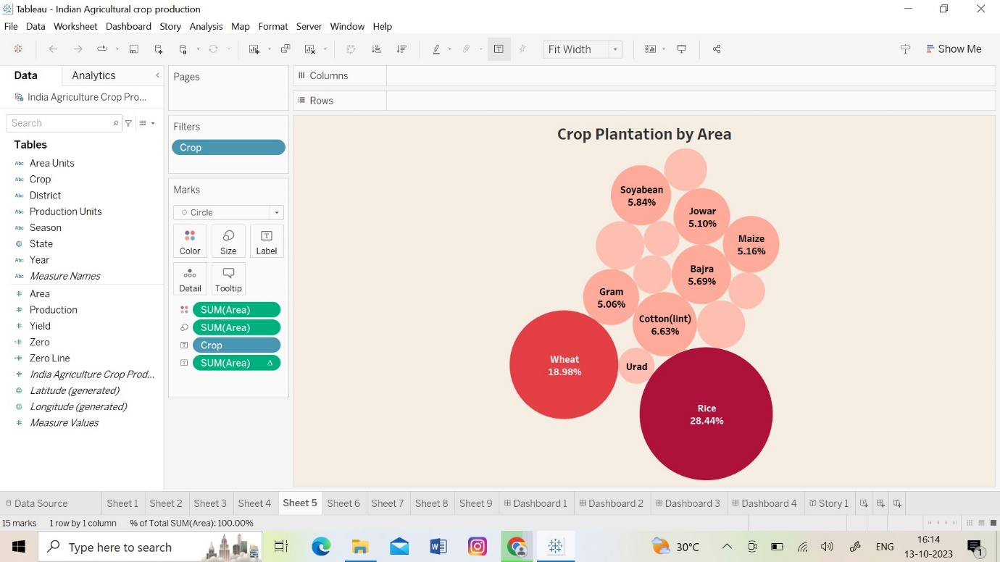 Tableau - Indian Agricultural crop production
File Data Worksheet Dashboard Story Analysis Map Format Server Window Help
Fit Width
Show Me
Data
Analytics
India Agriculture Crop Pro...
Search
Tables
Abc Area Units
Abc Crop
Abc District
Abc Production Units
Abc Season
State
Abc Year
Abc Measure Names
# Area
# Production
# Yield
=# Zero
=# Zero Line
# India Agriculture Crop Prod...
Latitude (generated)
Longitude (generated)
# Measure Values
Pages
Filters
Crop
Marks
Circle
Color
Size
Label
Detail
Tooltip
SUM(Area)
SUM(Area)
Crop
SUM(Area) Δ
Columns
Rows
Crop Plantation by Area
Soyabean
5.84%
Jowar
5.10%
Maize
5.16%
Bajra
5.69%
Gram
5.06%
Cotton(lint)
6.63%
Wheat
18.98%
Urad
Rice
28.44%
Data Source
Sheet 1
Sheet 2
Sheet 3
Sheet 4
Sheet 5
Sheet 6
Sheet 7
Sheet 8
Sheet 9
Dashboard 1
Dashboard 2
Dashboard 3
Dashboard 4
Story 1
15 marks 1 row by 1 column % of Total SUM(Area): 100.00%
Type here to search
30°C
ENG
16:14
13-10-2023
1